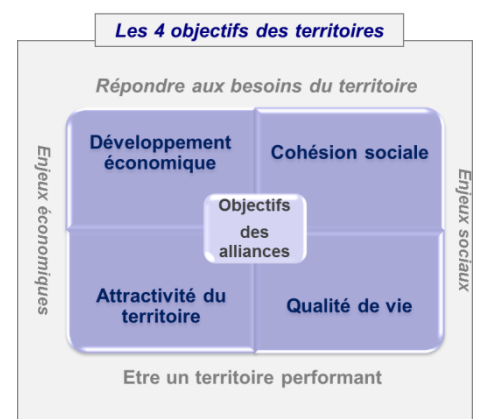 Les 4 objectifs des territoires
Répondre aux besoins du territoire
Enjeux économiques
Développement
économique
Cohésion sociale
Objectifs
des
alliances
Attractivité du
territoire
Qualité de vie
Enjeux sociaux
Etre un territoire performant